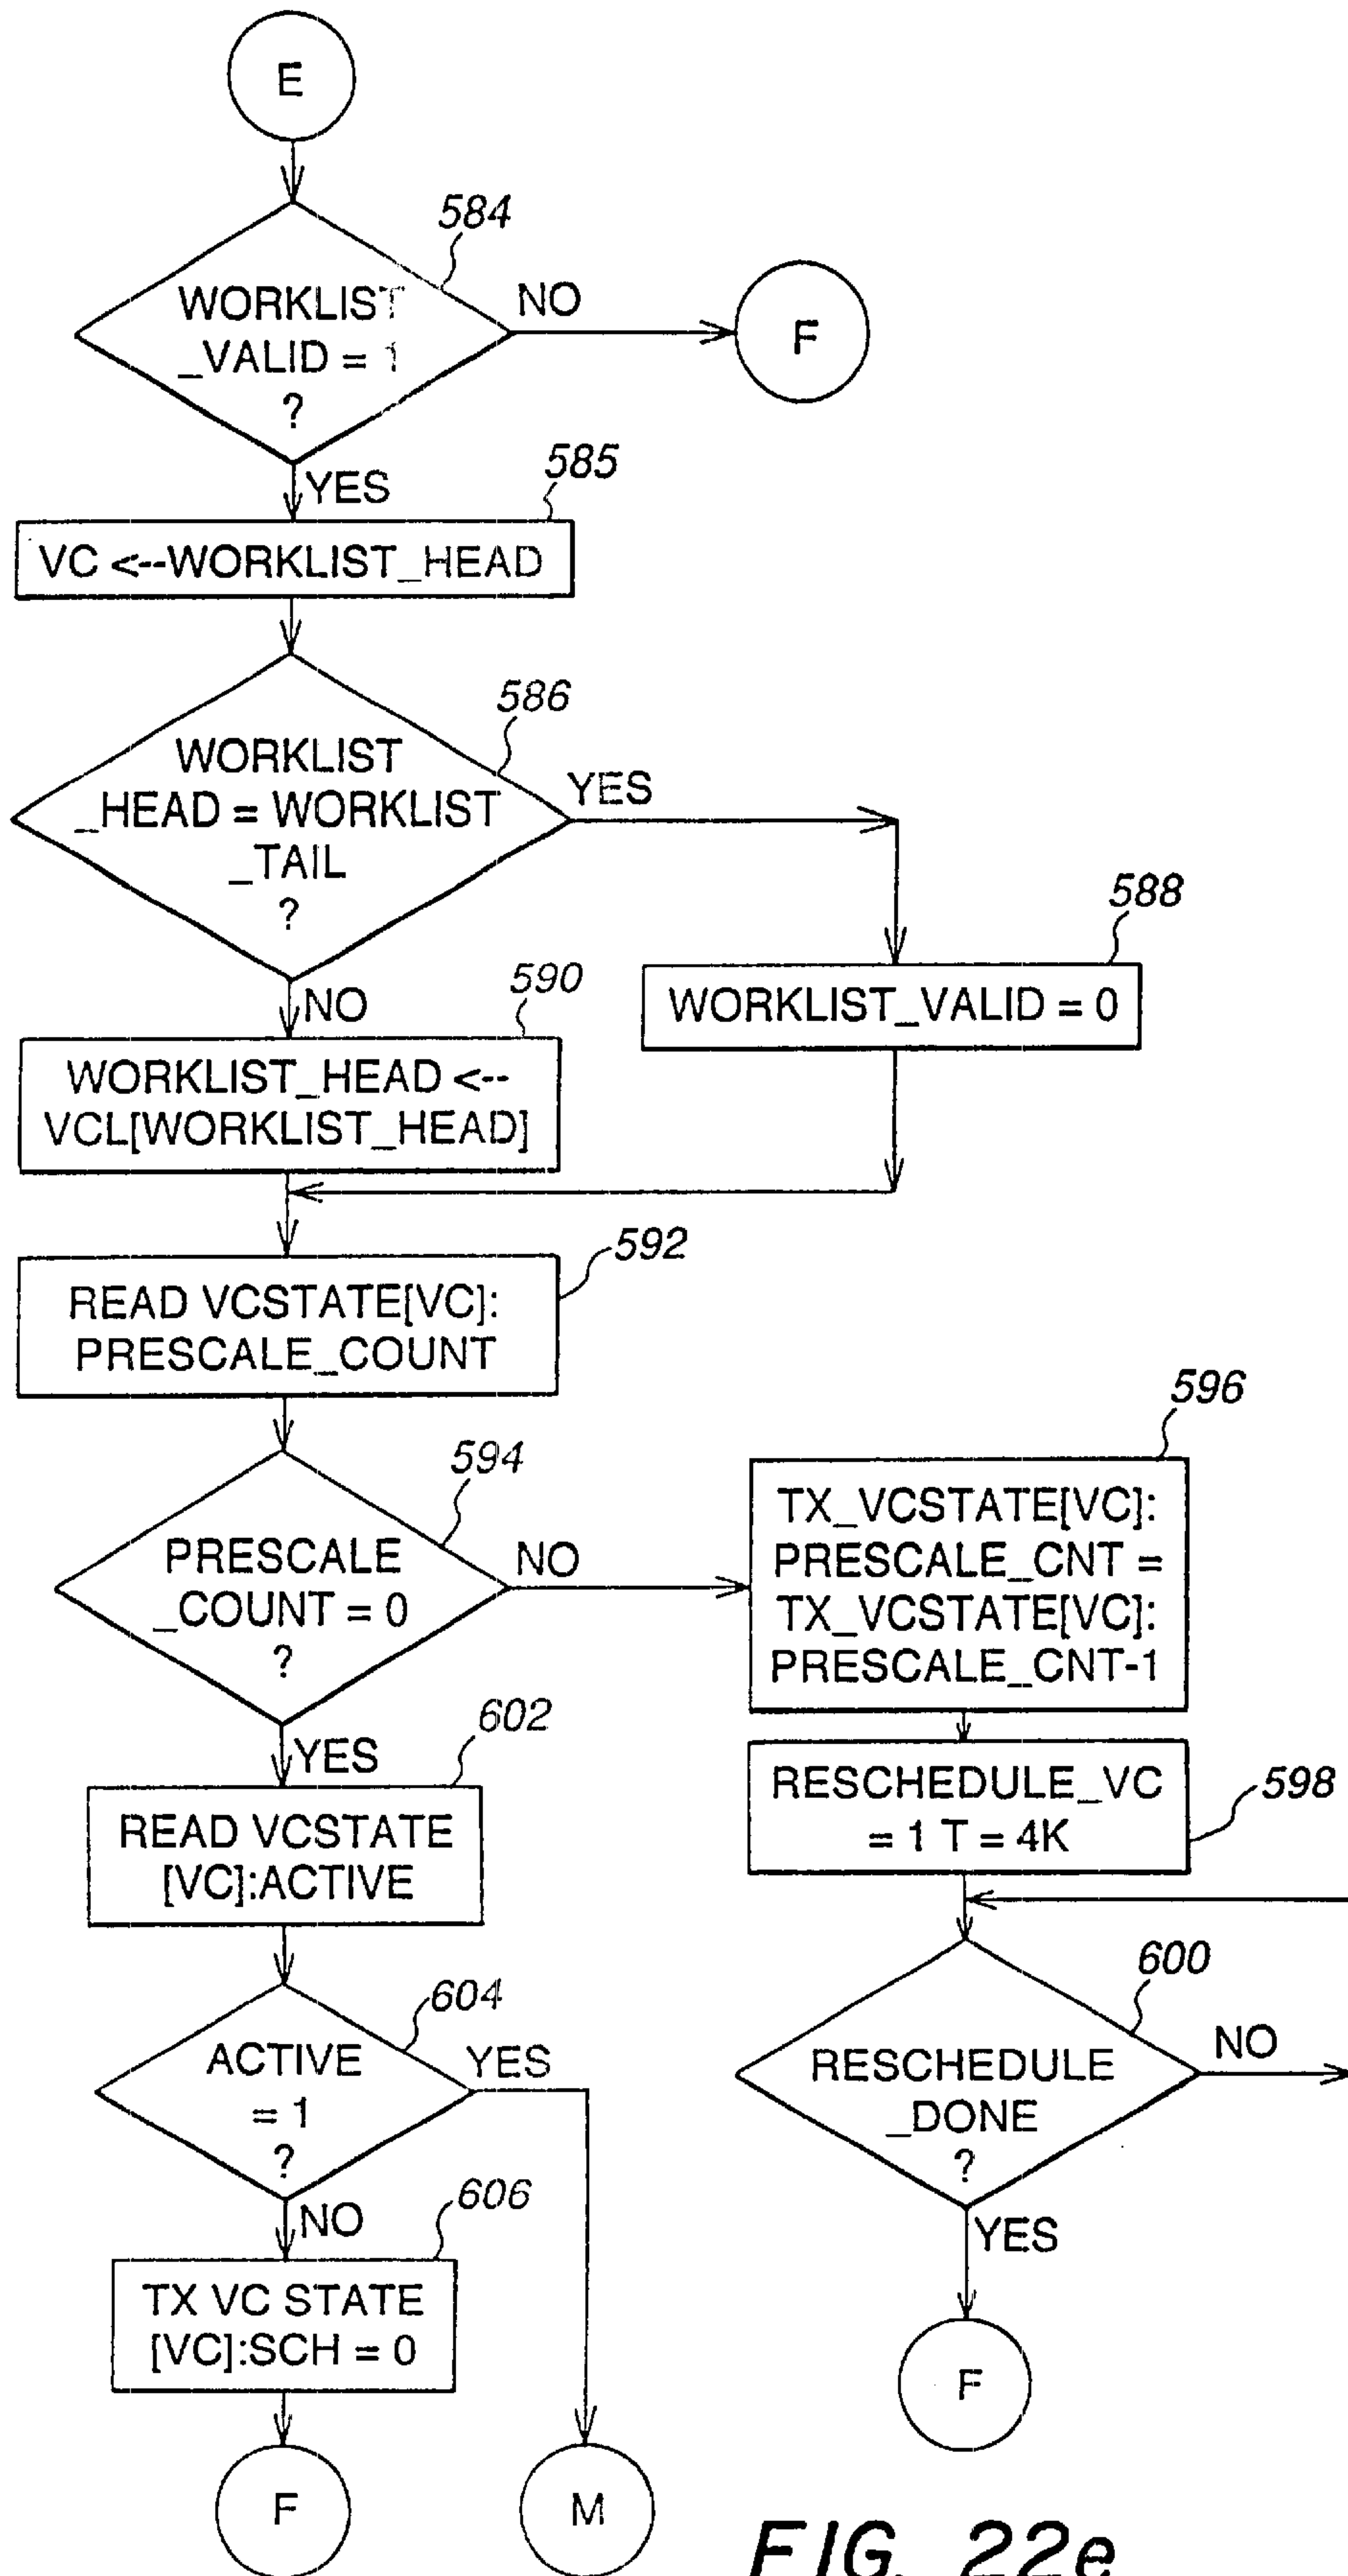 E
584
WORKLIST
_VALID = 1
?
NO
F
YES
585
VC <--WORKLIST_HEAD
586
WORKLIST
_HEAD = WORKLIST
_TAIL
?
YES
588
WORKLIST_VALID = 0
NO
590
WORKLIST_HEAD <--
VCL[WORKLIST_HEAD]
592
READ VCSTATE[VC]:
PRESCALE_COUNT
594
PRESCALE
_COUNT = 0
?
NO
596
TX_VCSTATE[VC]:
PRESCALE_CNT =
TX_VCSTATE[VC]:
PRESCALE_CNT-1
598
RESCHEDULE_VC
= 1 T = 4K
600
RESCHEDULE
_DONE
?
NO
YES
F
YES
602
READ VCSTATE
[VC]:ACTIVE
604
ACTIVE
= 1
?
YES
NO
606
TX VC STATE
[VC]:SCH = 0
F
M
FIG. 22e